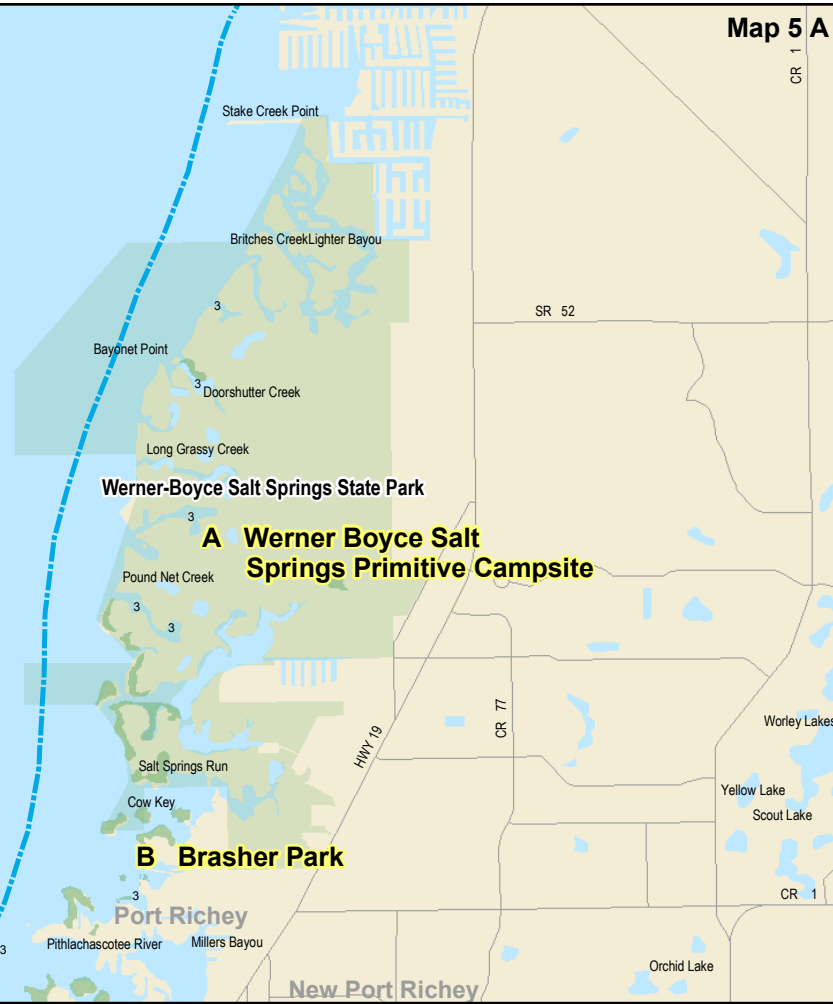 Map 5 A
CR 1
Stake Creek Point
Britches Creek
Lighter Bayou
3
SR 52
Bayonet Point
3
Doorshutter Creek
Long Grassy Creek
Werner-Boyce Salt Springs State Park
3
A Werner Boyce Salt
Springs Primitive Campsite
Pound Net Creek
3
3
CR 77
HWY 19
Worley Lakes
Salt Springs Run
Yellow Lake
Cow Key
Scout Lake
B Brasher Park
3
CR 1
Port Richey
3
Pithlachascotee River
Millers Bayou
Orchid Lake
New Port Richey